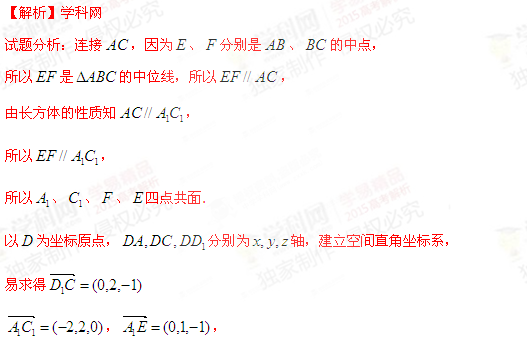 【解析】学科网
试题分析：连接 AC，因为 E、F 分别是 AB、BC 的中点，
所以 EF 是 ΔABC 的中位线，所以 EF // AC，
由长方体的性质知 AC // A₁C₁，
所以 EF // A₁C₁，
所以 A₁、C₁、F、E 四点共面．
以 D 为坐标原点，DA, DC, DD₁ 分别为 x, y, z 轴，建立空间直角坐标系，
易求得 \overrightarrow{D₁C} = (0,2,−1)
\overrightarrow{A₁C₁} = (−2,2,0)，\overrightarrow{A₁E} = (0,1,−1)，